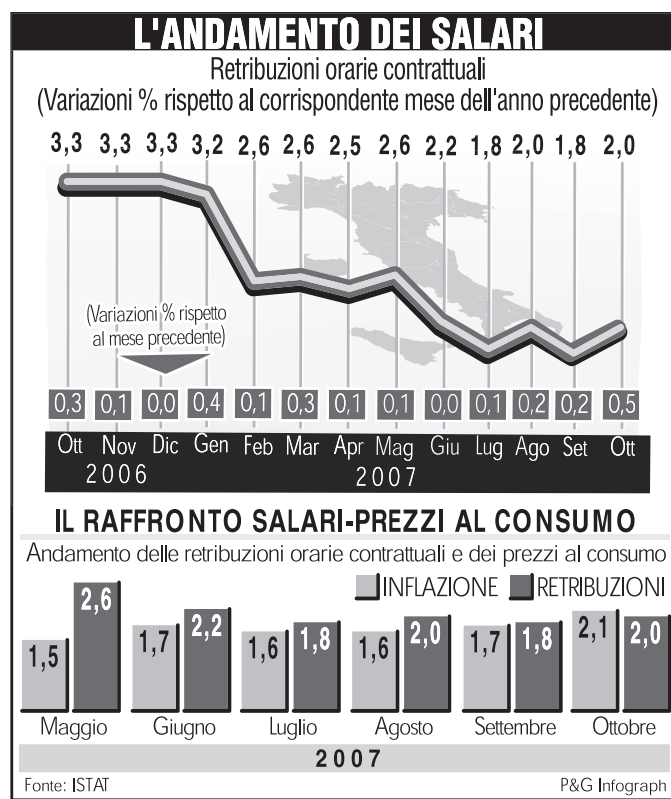 L'ANDAMENTO DEI SALARI
Retribuzioni orarie contrattuali
(Variazioni % rispetto al corrispondente mese dell'anno precedente)
3,3 3,3 3,3 3,2 2,6 2,6 2,5 2,6 2,2 1,8 2,0 1,8 2,0
(Variazioni % rispetto
al mese precedente)
0,3 0,1 0,0 0,4 0,1 0,3 0,1 0,1 0,0 0,1 0,2 0,2 0,5
Ott Nov Dic Gen Feb Mar Apr Mag Giu Lug Ago Set Ott
2006 2007
IL RAFFRONTO SALARI-PREZZI AL CONSUMO
Andamento delle retribuzioni orarie contrattuali e dei prezzi al consumo
INFLAZIONE RETRIBUZIONI
1,5 2,6 1,7 2,2 1,6 1,8 1,6 2,0 1,7 1,8 2,1 2,0
Maggio Giugno Luglio Agosto Settembre Ottobre
2007
Fonte: ISTAT P&G Infograph